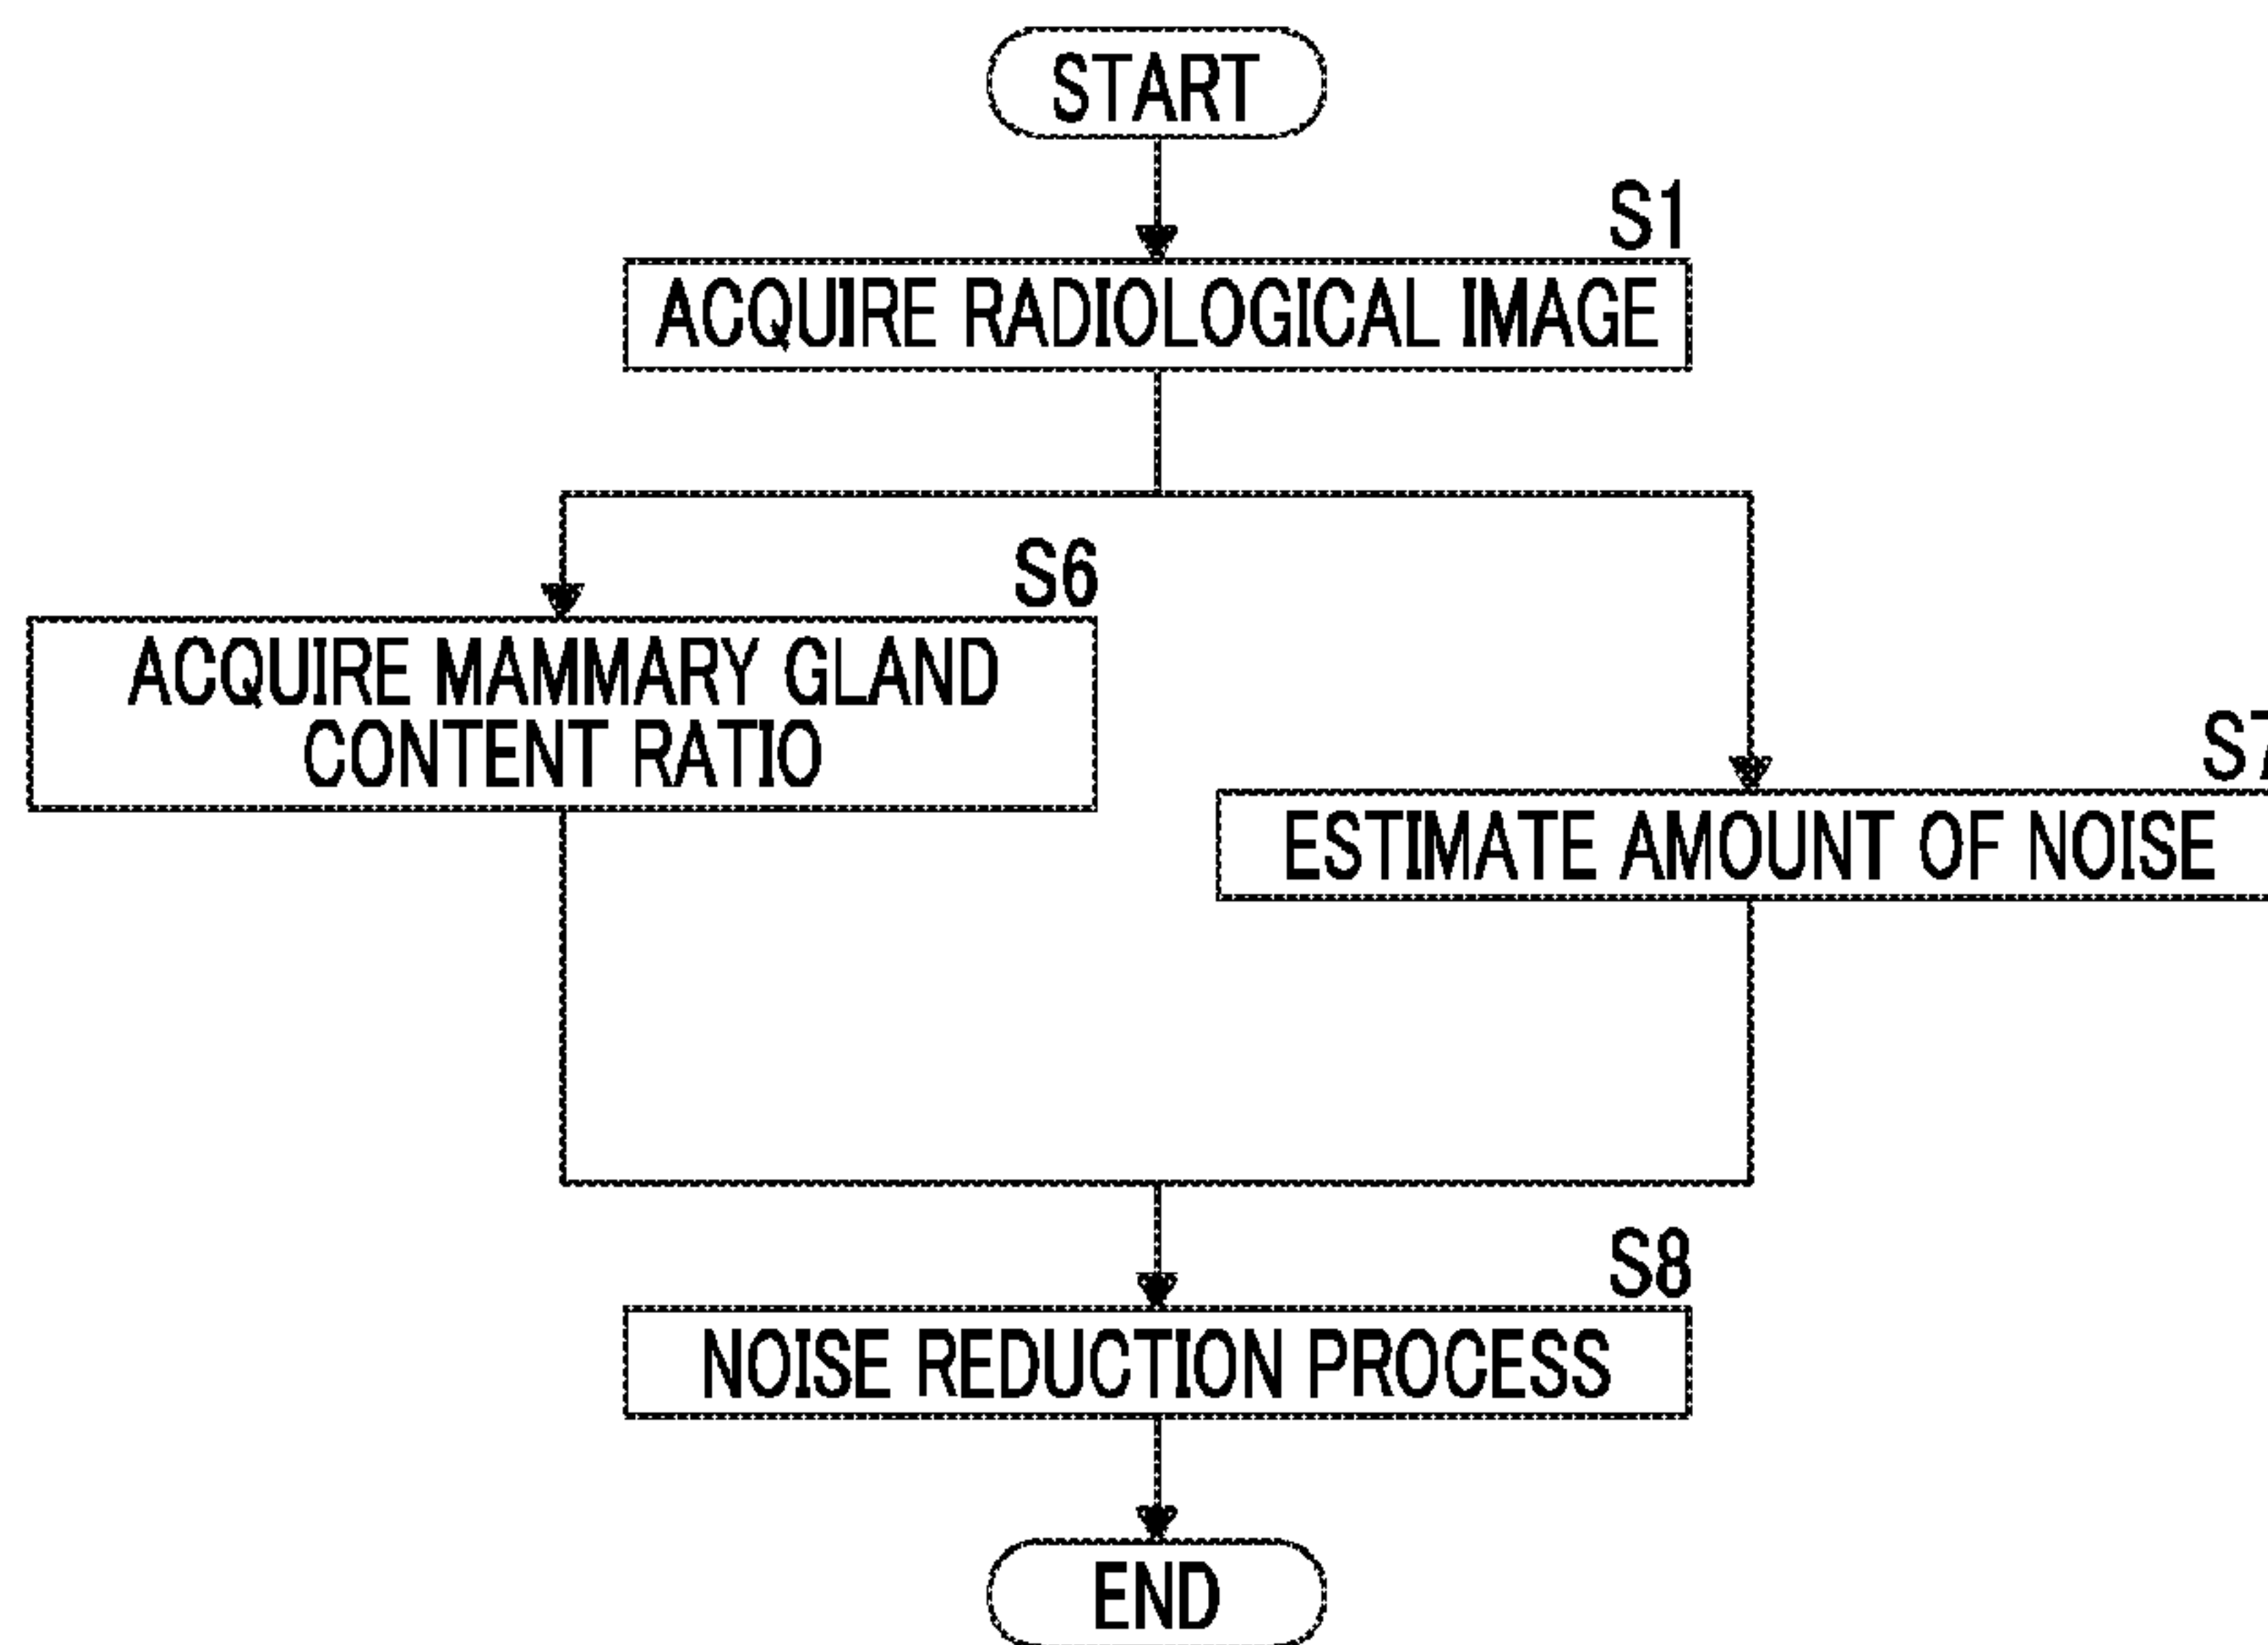 START
S1
ACQUIRE RADIOLOGICAL IMAGE
S6
ACQUIRE MAMMARY GLAND
CONTENT RATIO
S7
ESTIMATE AMOUNT OF NOISE
S8
NOISE REDUCTION PROCESS
END